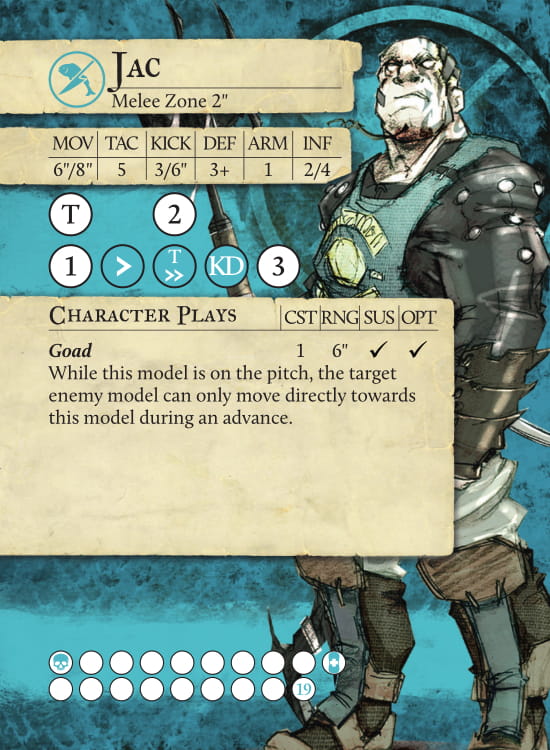 Jac
Melee Zone 2"
MOV TAC KICK DEF ARM INF
6"/8" 5 3/6" 3+ 1 2/4
T 2
1 > T >> KD 3
Character Plays CST RNG SUS OPT
Goad 1 6" ✓ ✓
While this model is on the pitch, the target
enemy model can only move directly towards
this model during an advance.
19